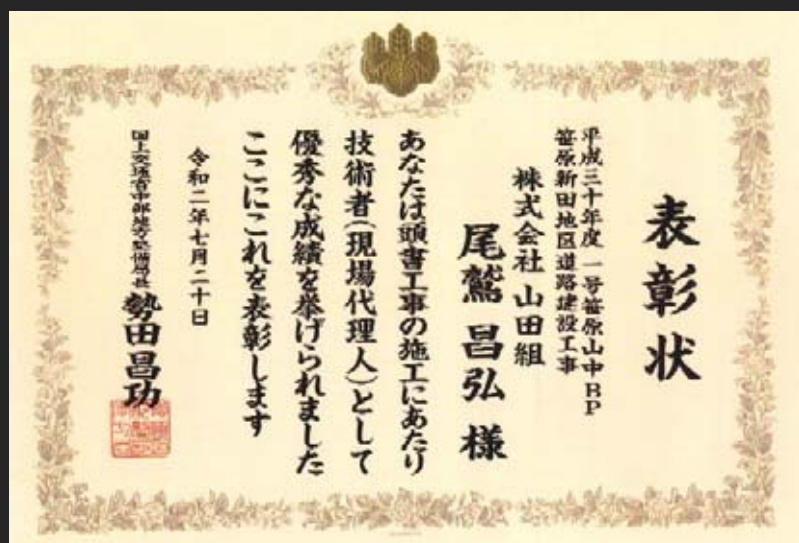 表彰状
平成三十年度 一号笹原山中BP
笹原新田地区道路建設工事
株式会社 山田組
尾鷲 昌弘 様
あなたは頭書工事の施工にあたり
技術者(現場代理人)として
優秀な成績を挙げられました
ここにこれを表彰します
令和二年七月二十日
国土交通省中部地方整備局長 勢田昌功